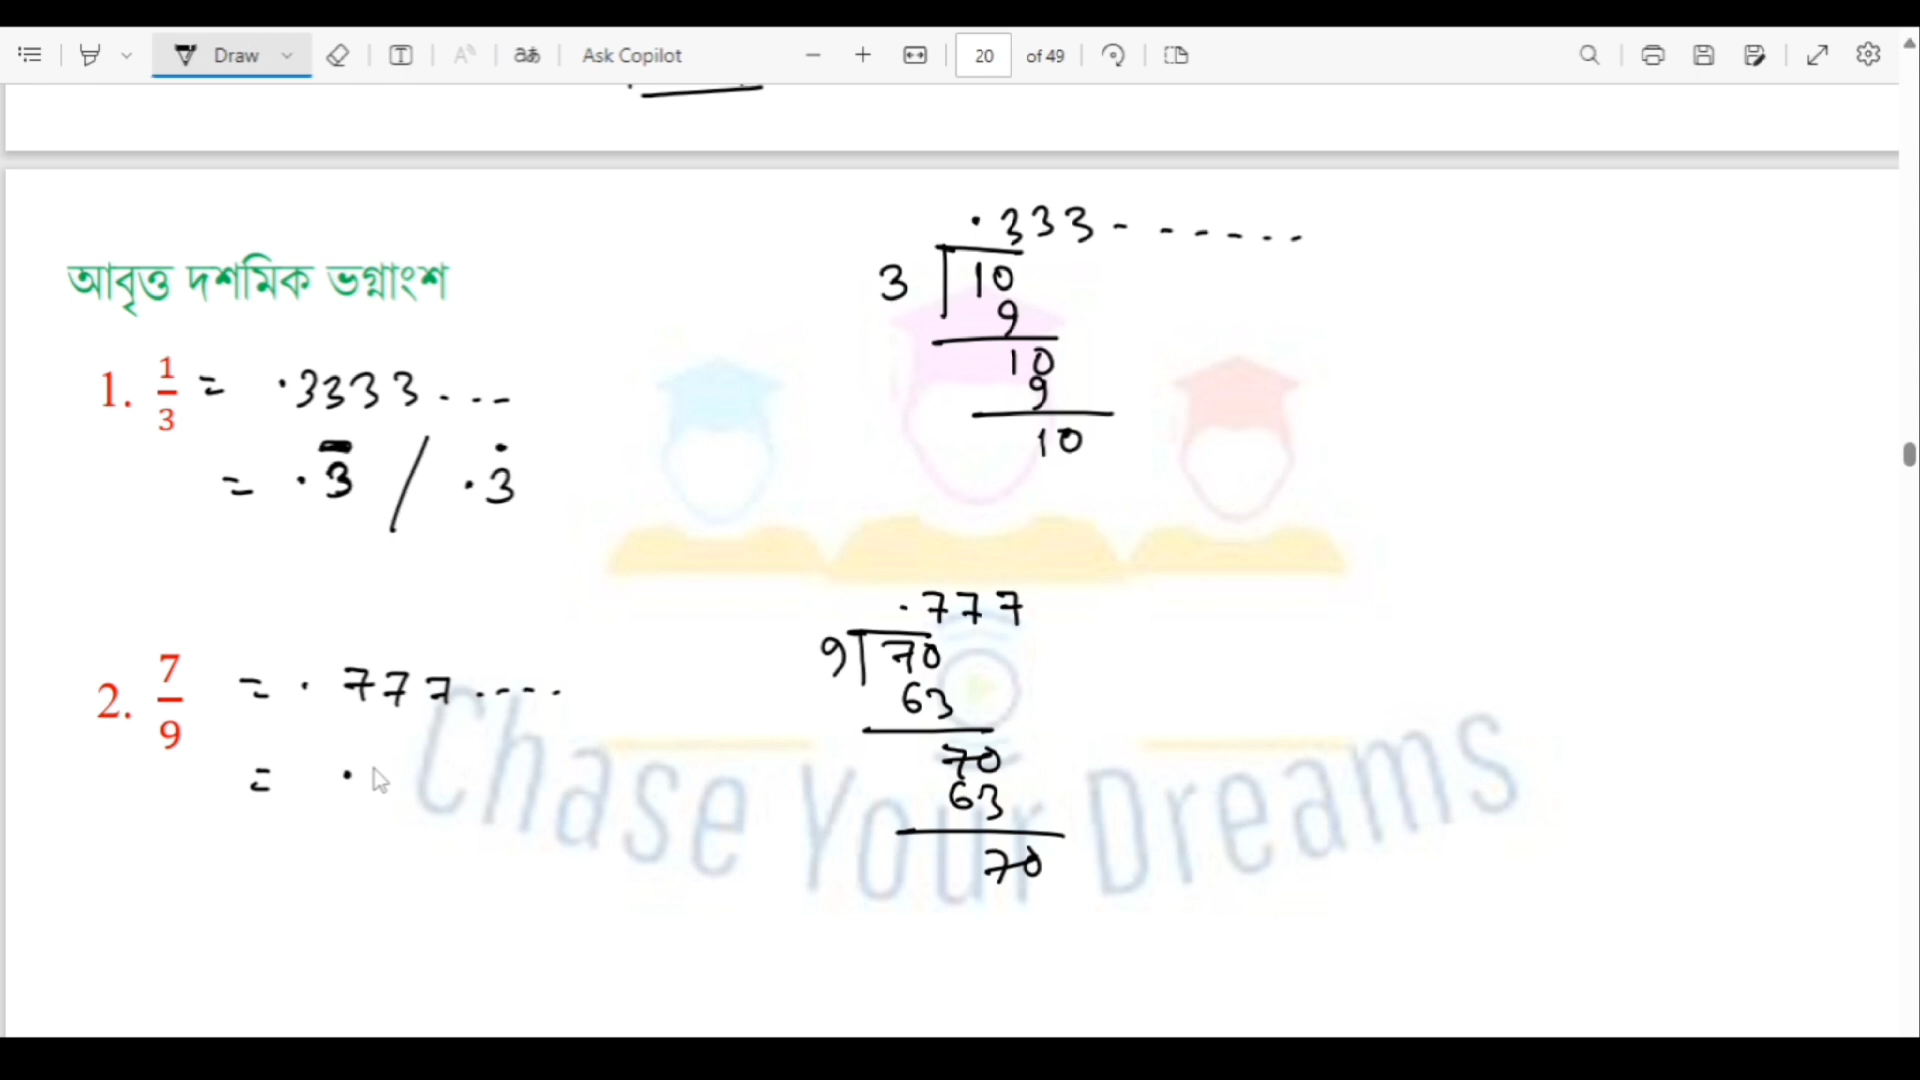 Draw
Ask Copilot
20 of 49
আবৃত্ত দশমিক ভগ্নাংশ
1. 1/3 = .3333...
= .3̅ / .3̇
.333-------
3 10
9
10
9
10
2. 7/9 = .777....
= .
.777
9 70
63
70
63
70
Chase Your Dreams